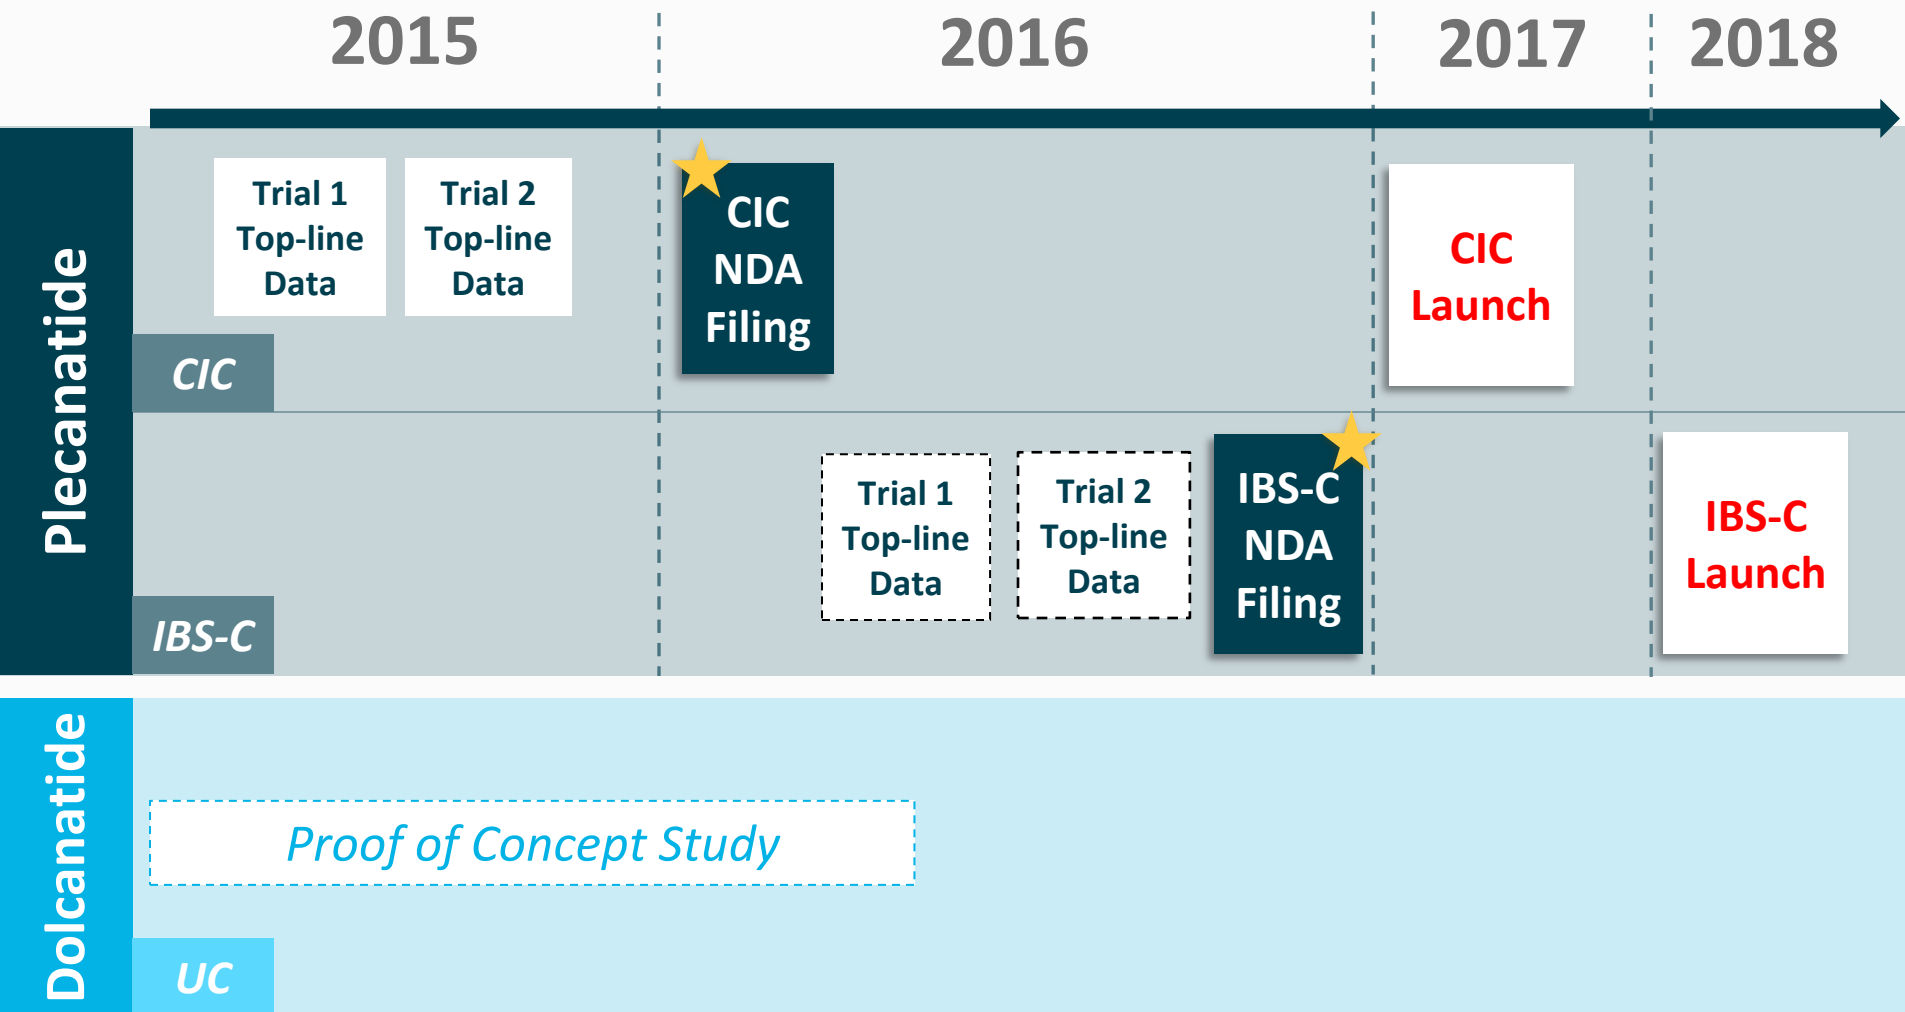 2015
2016
2017
2018
Plecanatide
Trial 1
Top-line
Data
Trial 2
Top-line
Data
CIC
NDA
Filing
CIC
Launch
CIC
Trial 1
Top-line
Data
Trial 2
Top-line
Data
IBS-C
NDA
Filing
IBS-C
Launch
IBS-C
Dolcanatide
Proof of Concept Study
UC